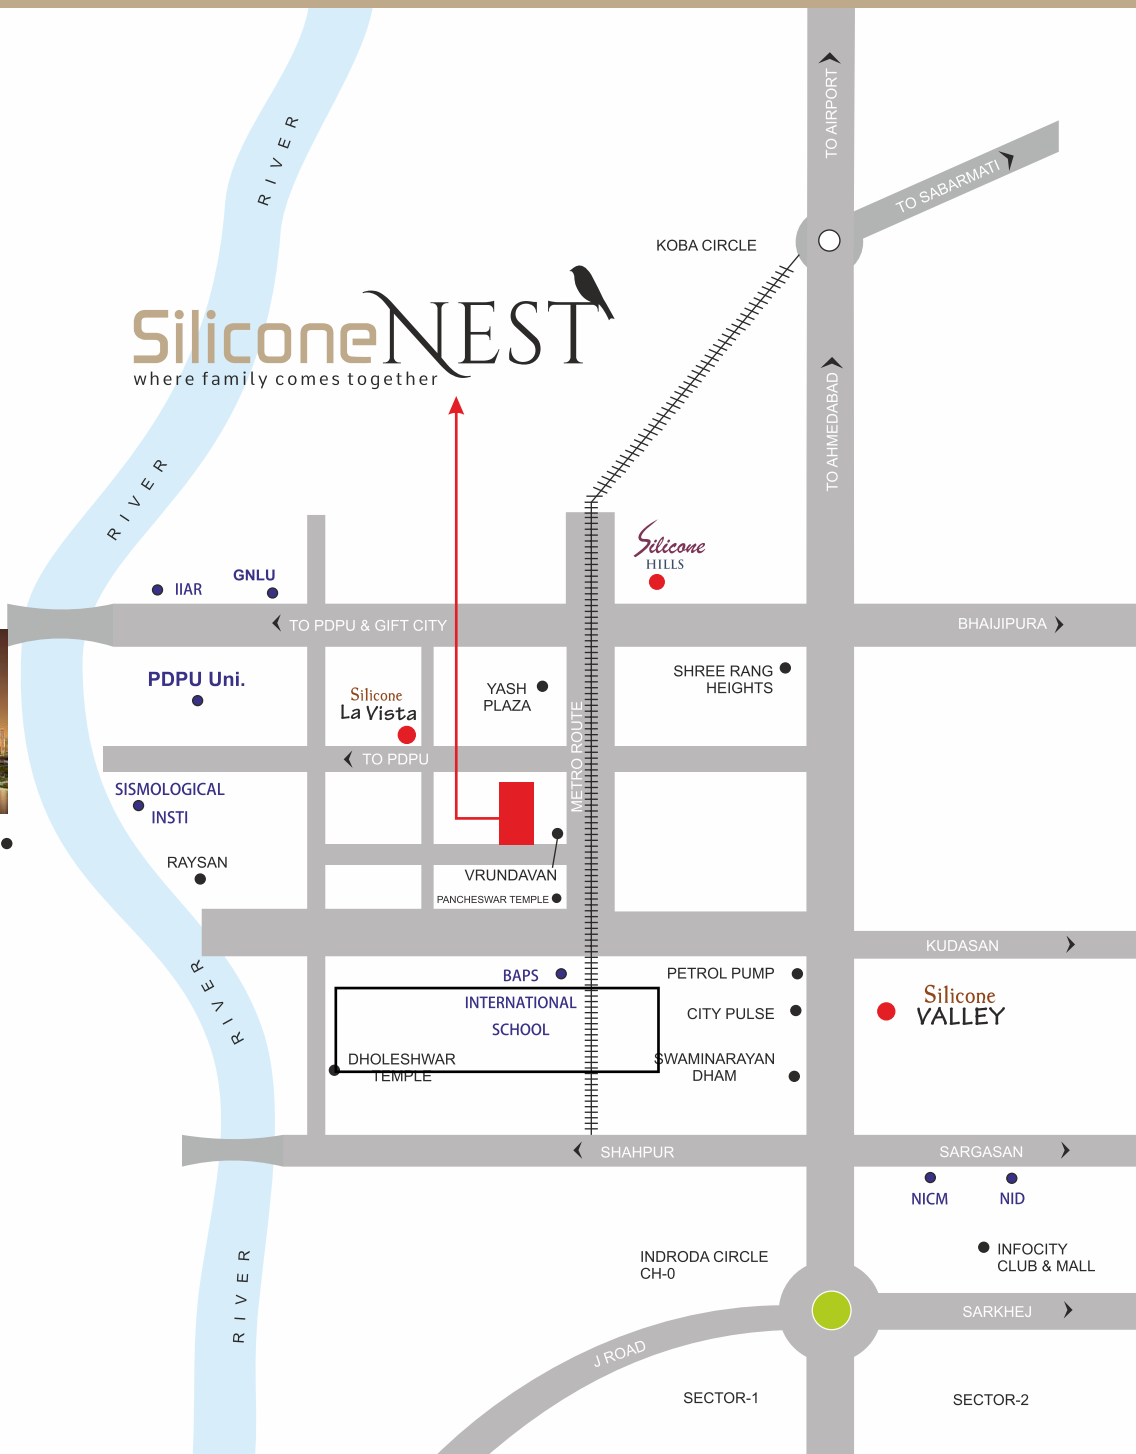 TO AIRPORT
RIVER
TO SABARMATI
KOBA CIRCLE
Silicone NEST
where family comes together
TO AHMEDABAD
RIVER
Silicone
HILLS
GNLU
IIAR
TO PDPU & GIFT CITY
BHAIJIPURA
PDPU Uni.
SHREE RANG
HEIGHTS
YASH
PLAZA
Silicone
La Vista
METRO ROUTE
TO PDPU
SISMOLOGICAL
INSTI
RAYSAN
VRUNDAVAN
PANCHESWAR TEMPLE
KUDASAN
RIVER
BAPS
INTERNATIONAL
SCHOOL
PETROL PUMP
CITY PULSE
Silicone
VALLEY
DHOLESHWAR
TEMPLE
SWAMINARAYAN
DHAM
SHAHPUR
SARGASAN
NICM
NID
RIVER
INDRODA CIRCLE
CH-0
INFOCITY
CLUB & MALL
SARKHEJ
J ROAD
SECTOR-1
SECTOR-2